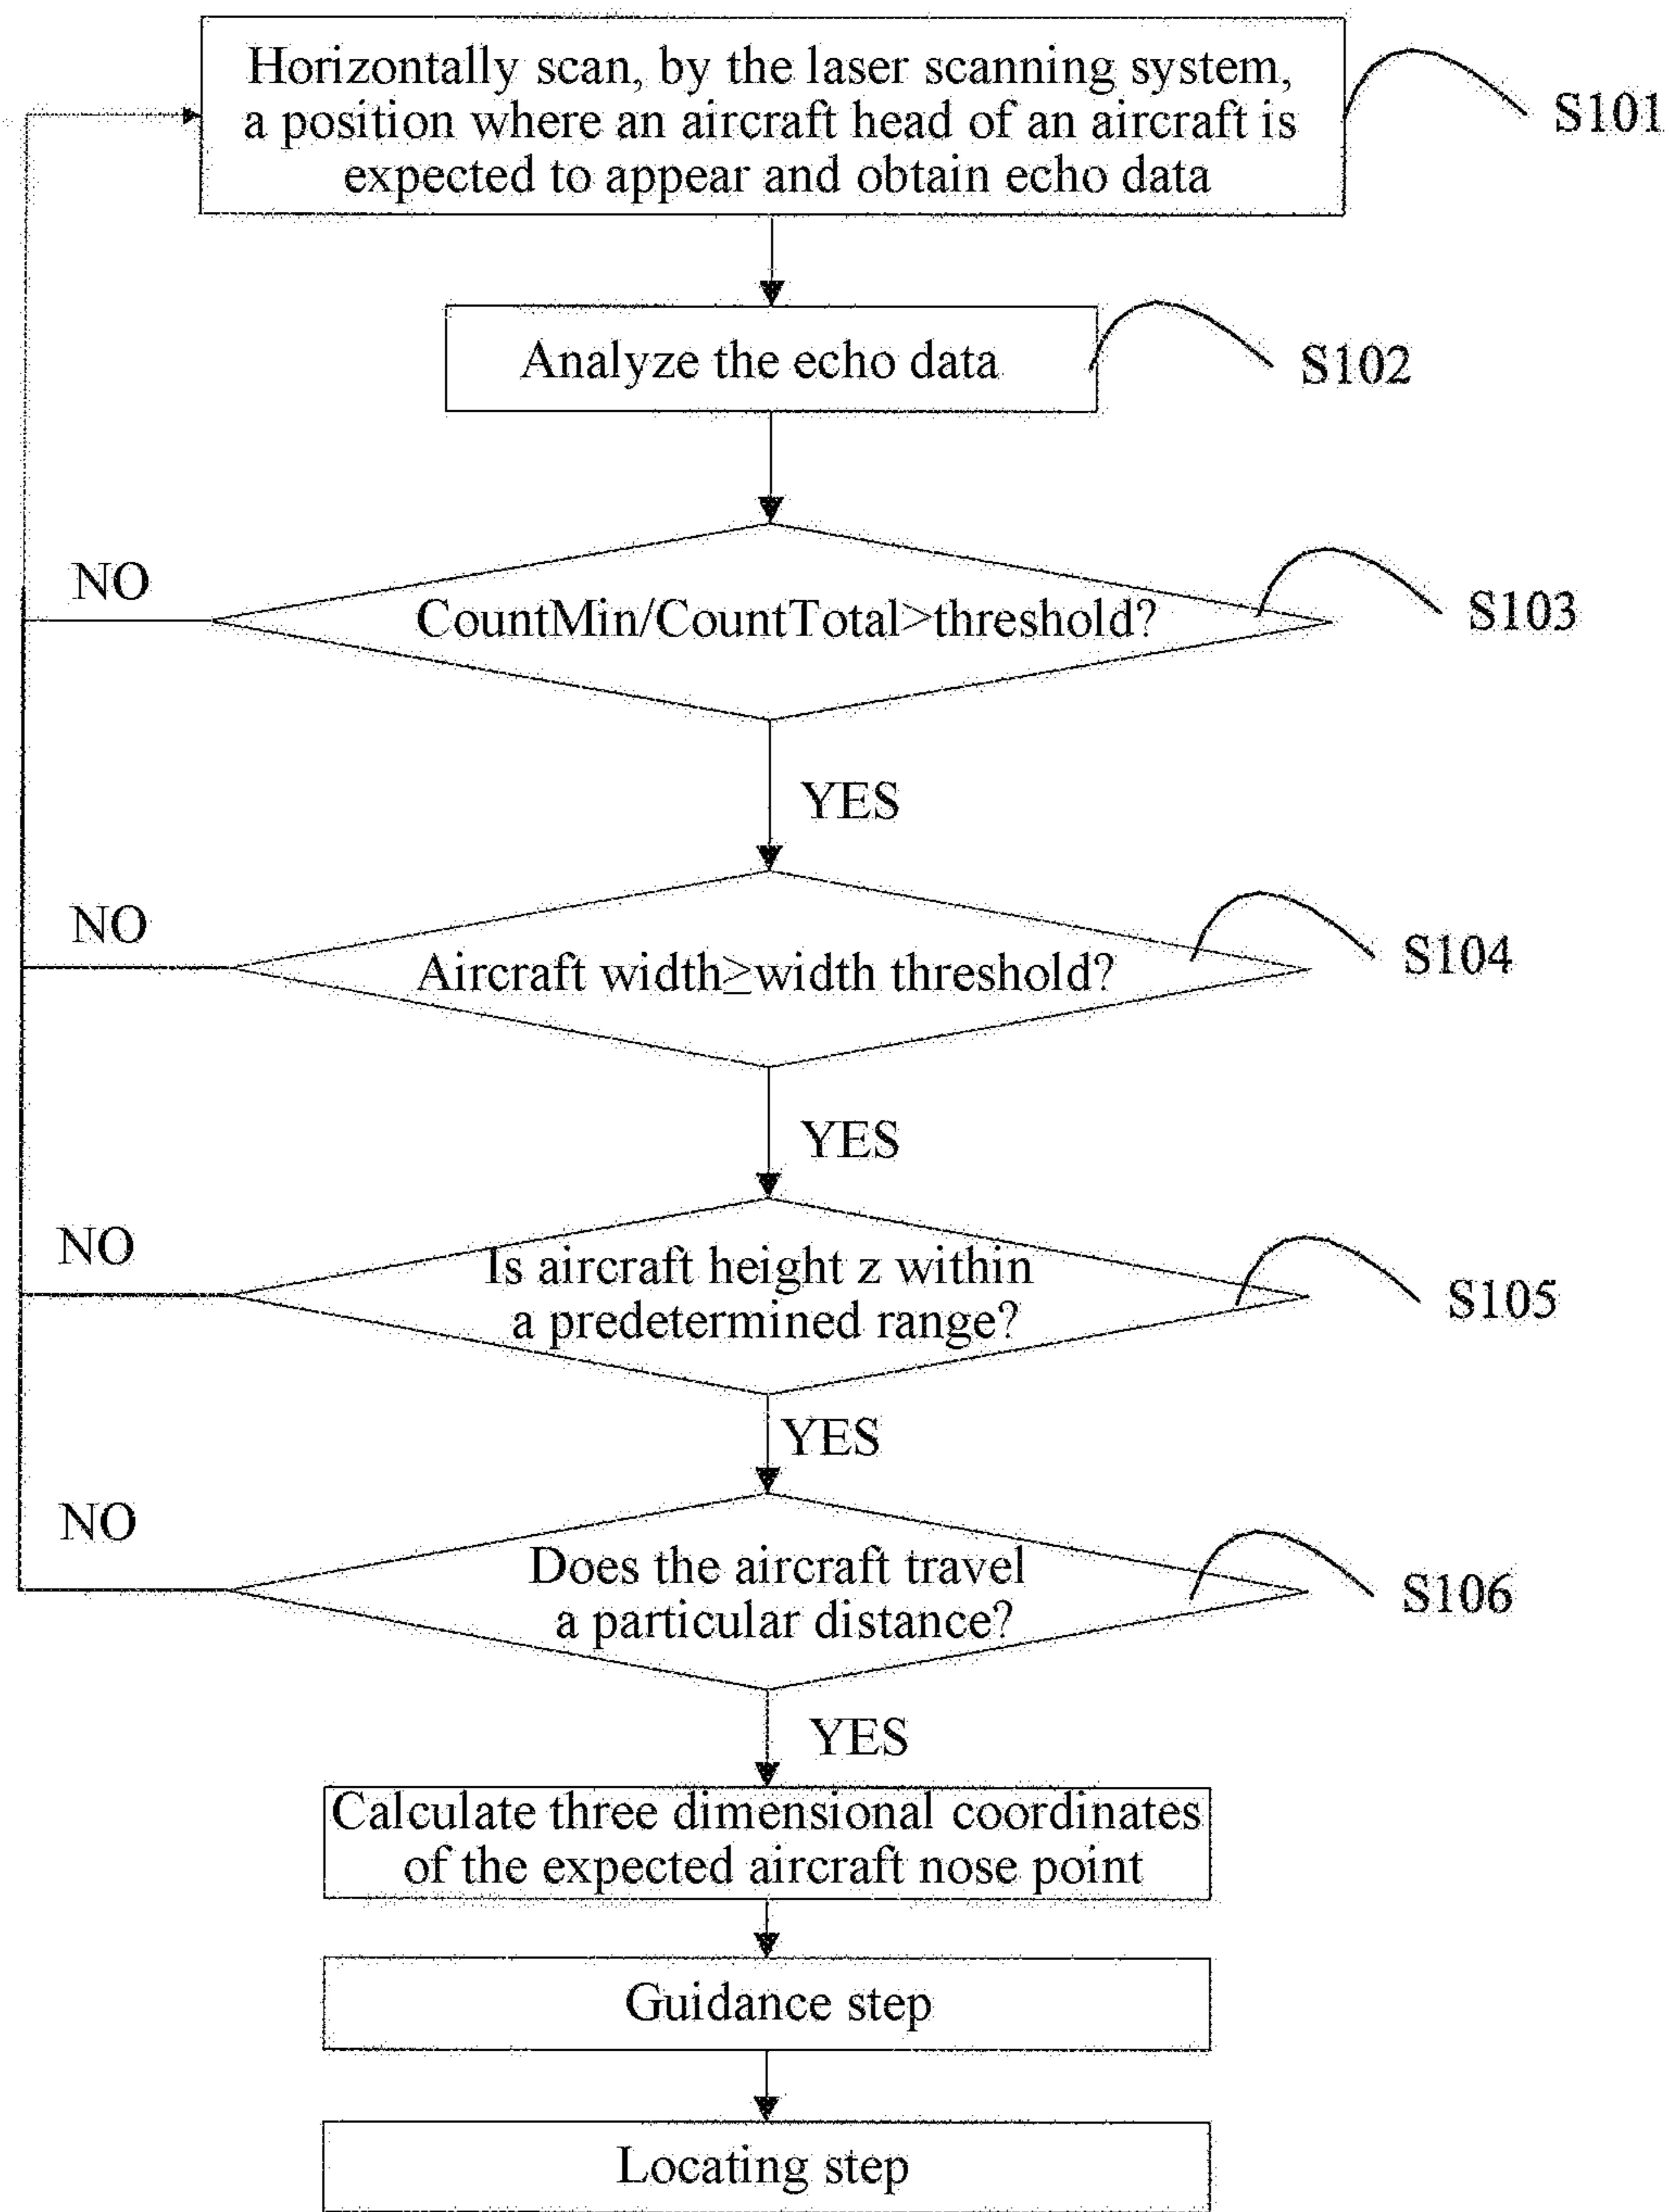 Horizontally scan, by the laser scanning system,
a position where an aircraft head of an aircraft is
expected to appear and obtain echo data
S101
Analyze the echo data
S102
CountMin/CountTotal>threshold?
S103
NO
YES
Aircraft width≥width threshold?
S104
NO
YES
Is aircraft height z within
a predetermined range?
S105
NO
YES
Does the aircraft travel
a particular distance?
S106
NO
YES
Calculate three dimensional coordinates
of the expected aircraft nose point
Guidance step
Locating step